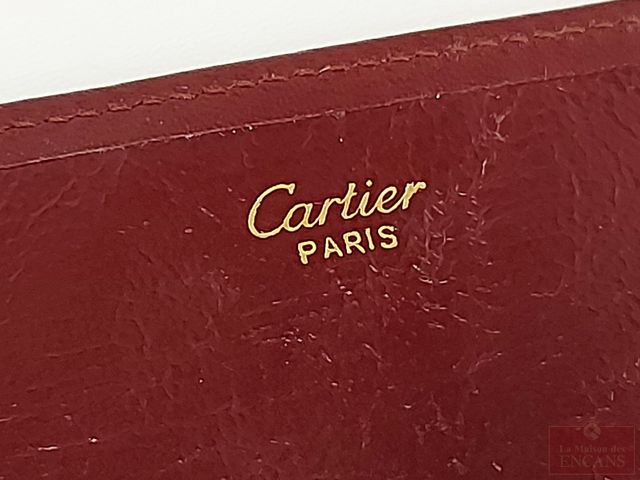 Cartier
PARIS
La Maison des
ENCANS